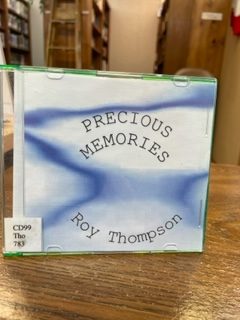 PRECIOUS
MEMORIES
Roy Thompson
CD99
Tho
783